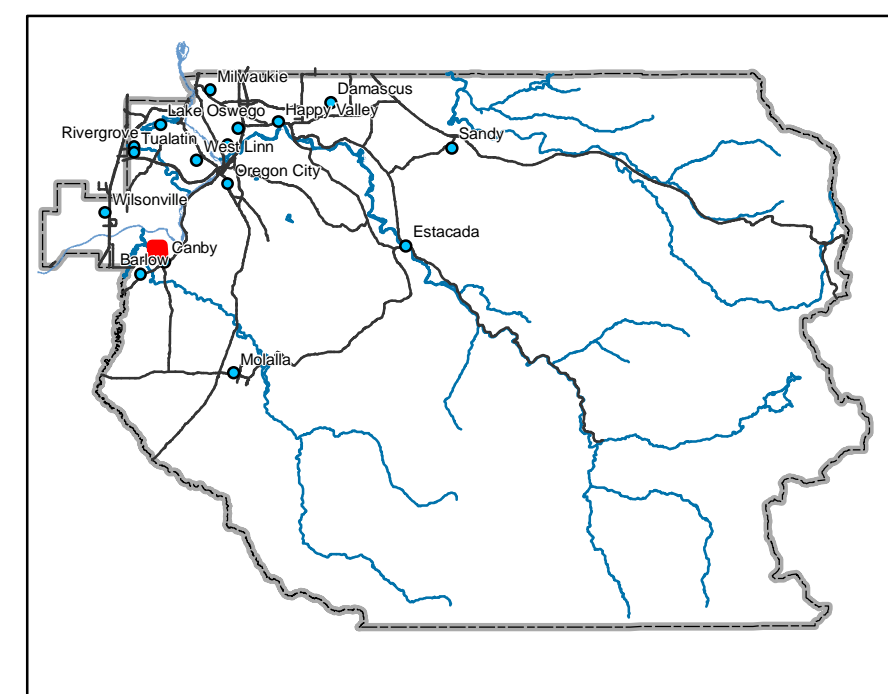 Milwaukie
Damascus
Lake Oswego
Happy Valley
Rivergrove
Tualatin
Sandy
West Linn
Oregon City
Wilsonville
Estacada
Canby
Barlow
Molalla